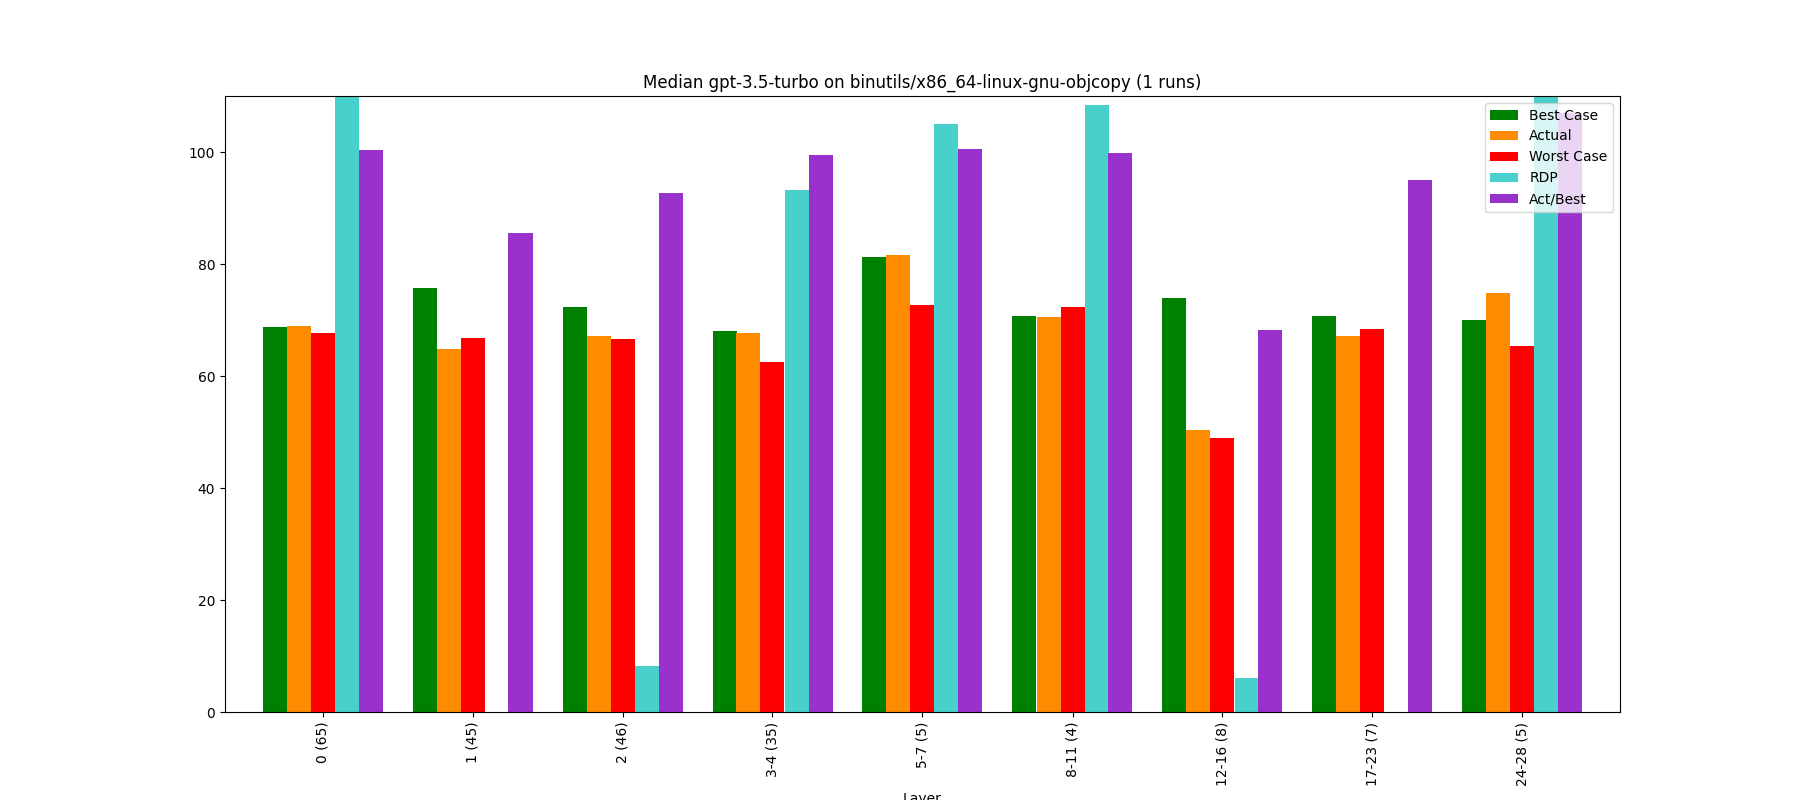 Median gpt-3.5-turbo on binutils/x86_64-linux-gnu-objcopy (1 runs)
Best Case
Actual
Worst Case
RDP
Act/Best
100
80
60
40
20
0
0 (65)
1 (45)
2 (46)
3-4 (35)
5-7 (5)
8-11 (4)
12-16 (8)
17-23 (7)
24-28 (5)
Layer